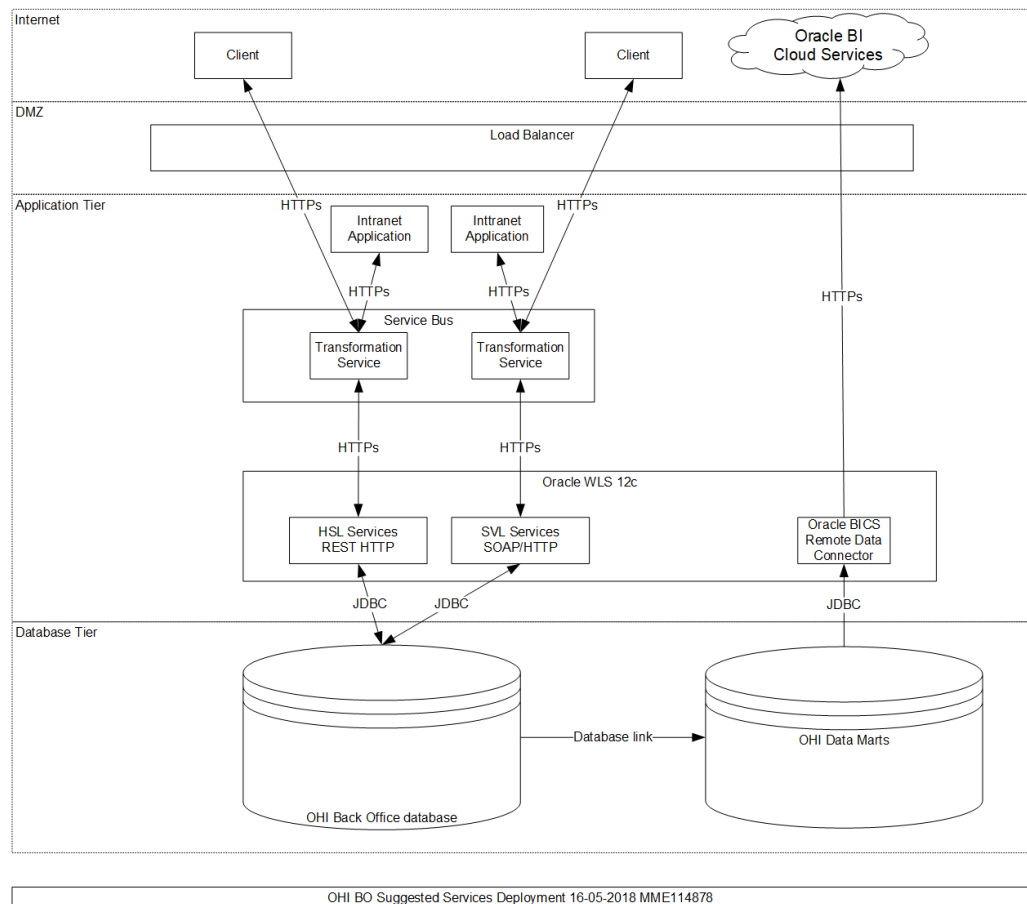 Internet
Client
Client
Oracle BI
Cloud Services
DMZ
Load Balancer
Application Tier
HTTPs
HTTPs
Intranet
Application
Inttranet
Application
HTTPs
HTTPs
HTTPs
Service Bus
Transformation
Service
Transformation
Service
HTTPs
HTTPs
Oracle WLS 12c
HSL Services
REST HTTP
SVL Services
SOAP/HTTP
Oracle BICS
Remote Data
Connector
JDBC
JDBC
JDBC
Database Tier
Database link
OHI Data Marts
OHI Back Office database
OHI BO Suggested Services Deployment 16-05-2018 MME114878